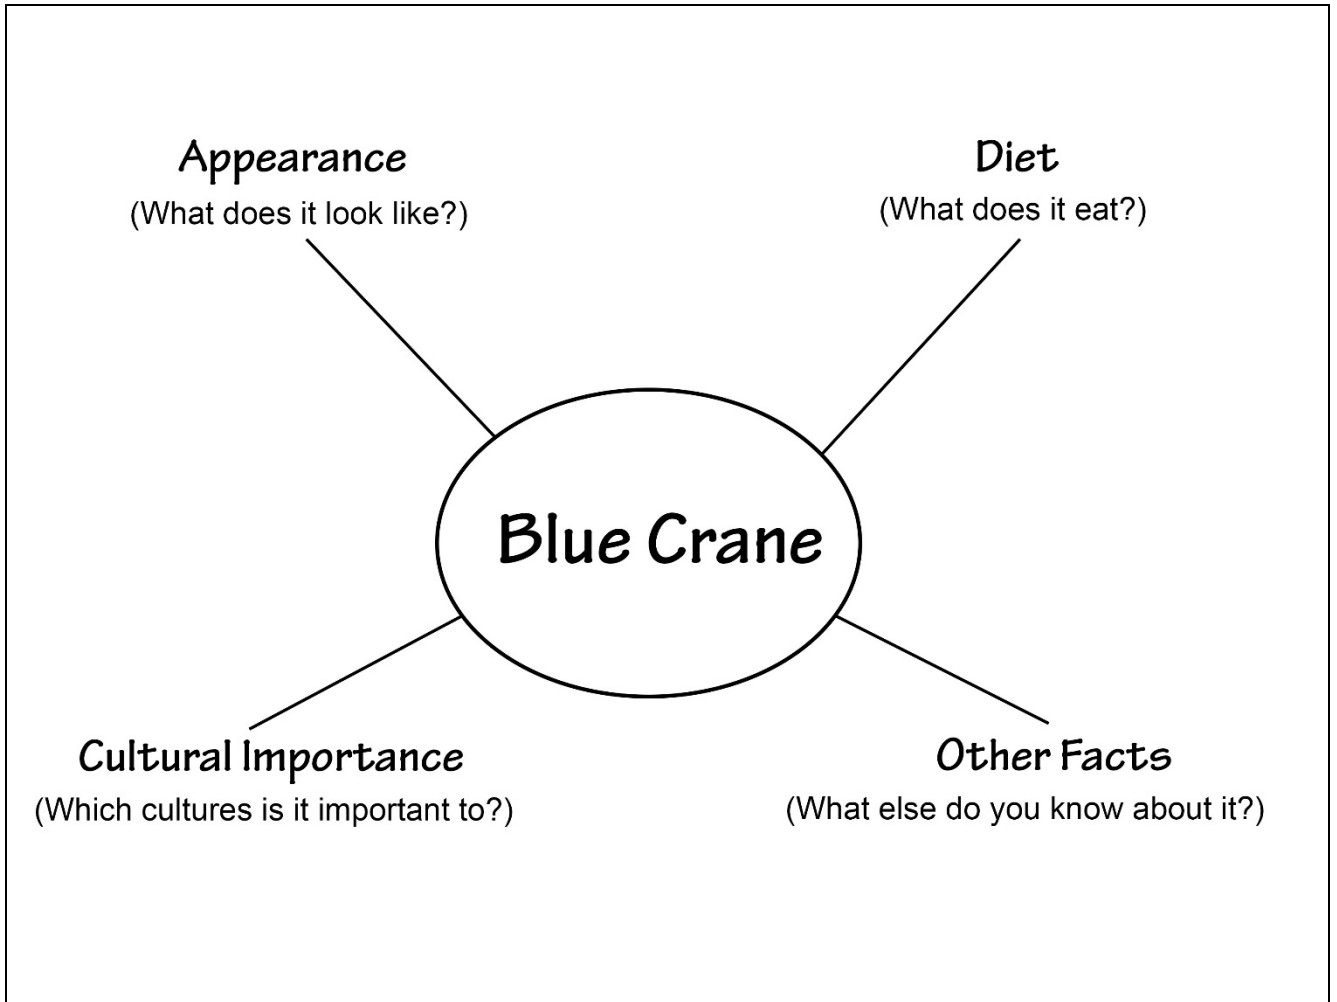 Appearance
(What does it look like?)
Diet
(What does it eat?)
Blue Crane
Cultural Importance
(Which cultures is it important to?)
Other Facts
(What else do you know about it?)